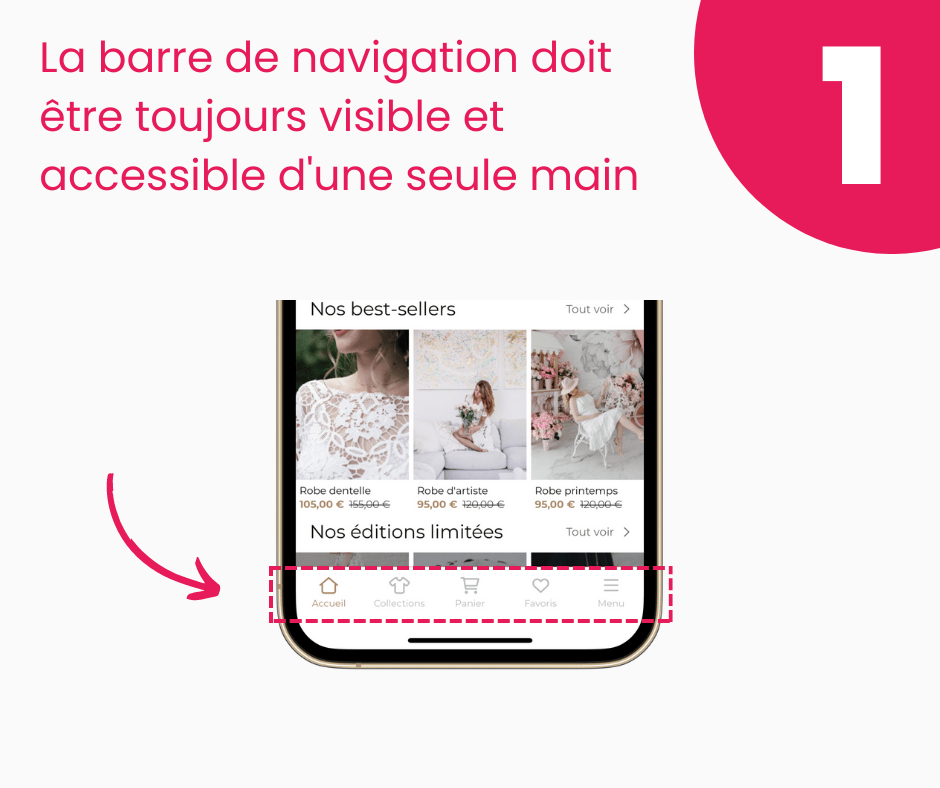 La barre de navigation doit
être toujours visible et
accessible d'une seule main
1
Nos best-sellers
Tout voir
Robe dentelle
105,00 € 155,00 €
Robe d'artiste
95,00 € 120,00 €
Robe printemps
95,00 € 120,00 €
Nos éditions limitées
Tout voir
Accueil
Collections
Panier
Favoris
Menu